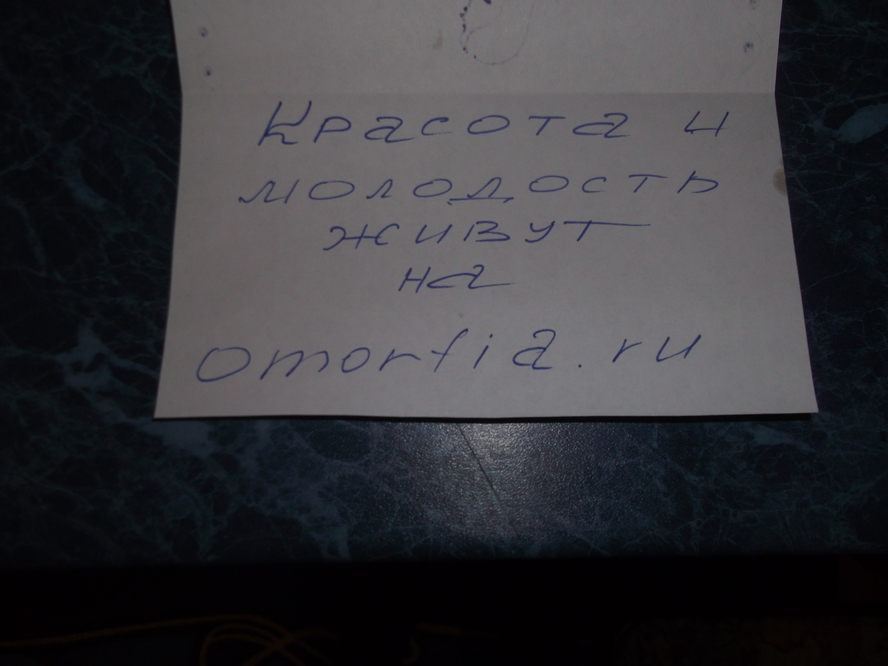 Красота и
молодость
живут
на
omorfia.ru